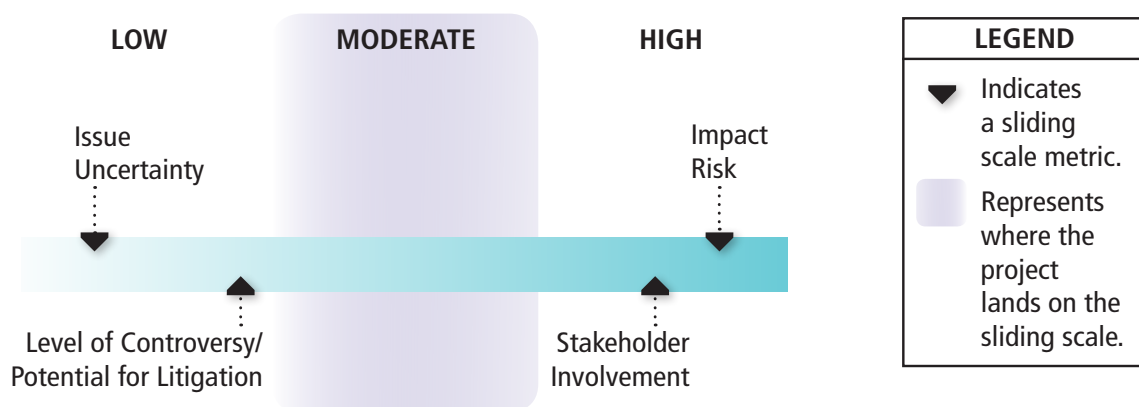 LOW
MODERATE
HIGH
Issue
Uncertainty
Impact
Risk
Level of Controversy/
Potential for Litigation
Stakeholder
Involvement
LEGEND
Indicates
a sliding
scale metric.
Represents
where the
project
lands on the
sliding scale.